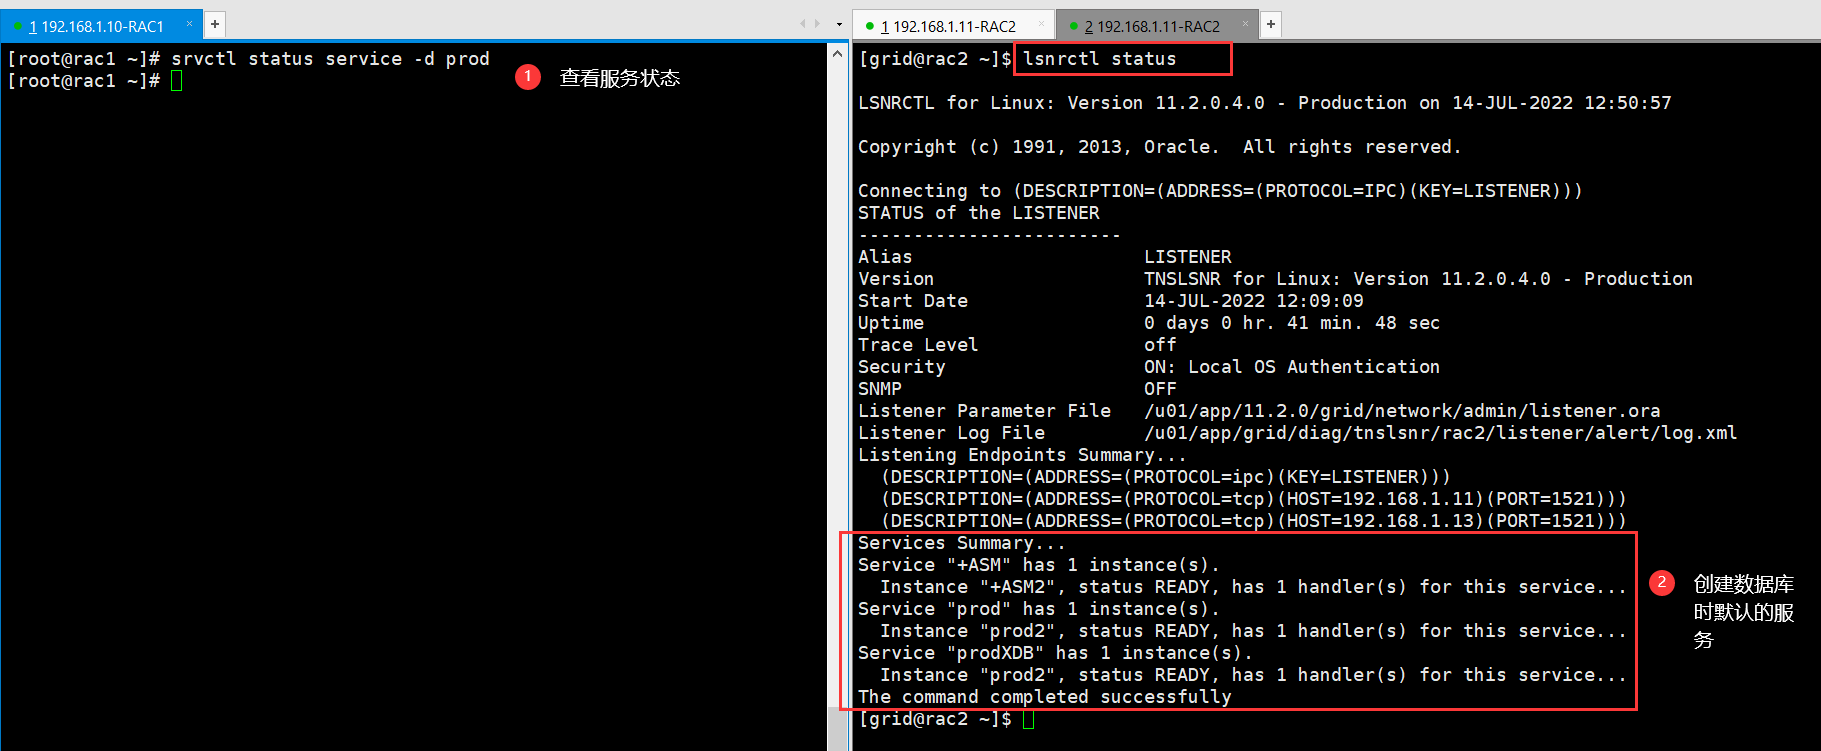 1 192.168.1.10-RAC1 × +
[root@rac1 ~]# srvctl status service -d prod
[root@rac1 ~]#
1 查看服务状态
1 192.168.1.11-RAC2 × 2 192.168.1.11-RAC2 × +
[grid@rac2 ~]$ lsnrctl status
LSNRCTL for Linux: Version 11.2.0.4.0 - Production on 14-JUL-2022 12:50:57
Copyright (c) 1991, 2013, Oracle.  All rights reserved.
Connecting to (DESCRIPTION=(ADDRESS=(PROTOCOL=IPC)(KEY=LISTENER)))
STATUS of the LISTENER
------------------------
Alias                     LISTENER
Version                   TNSLSNR for Linux: Version 11.2.0.4.0 - Production
Start Date                14-JUL-2022 12:09:09
Uptime                    0 days 0 hr. 41 min. 48 sec
Trace Level               off
Security                  ON: Local OS Authentication
SNMP                      OFF
Listener Parameter File   /u01/app/11.2.0/grid/network/admin/listener.ora
Listener Log File         /u01/app/grid/diag/tnslsnr/rac2/listener/alert/log.xml
Listening Endpoints Summary...
  (DESCRIPTION=(ADDRESS=(PROTOCOL=ipc)(KEY=LISTENER)))
  (DESCRIPTION=(ADDRESS=(PROTOCOL=tcp)(HOST=192.168.1.11)(PORT=1521)))
  (DESCRIPTION=(ADDRESS=(PROTOCOL=tcp)(HOST=192.168.1.13)(PORT=1521)))
Services Summary...
Service "+ASM" has 1 instance(s).
  Instance "+ASM2", status READY, has 1 handler(s) for this service...
Service "prod" has 1 instance(s).
  Instance "prod2", status READY, has 1 handler(s) for this service...
Service "prodXDB" has 1 instance(s).
  Instance "prod2", status READY, has 1 handler(s) for this service...
The command completed successfully
[grid@rac2 ~]$
2 创建数据库
时默认的服
务